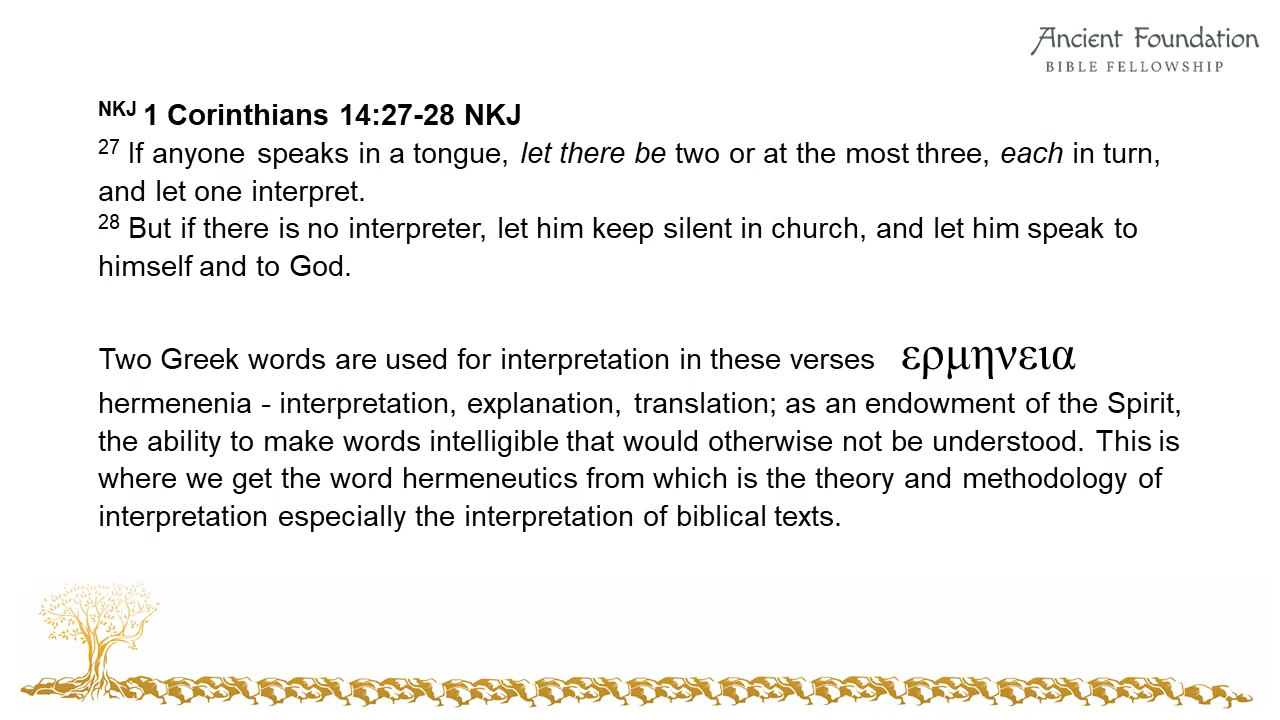 Ancient Foundation
BIBLE FELLOWSHIP
NKJ 1 Corinthians 14:27-28 NKJ
27 If anyone speaks in a tongue, let there be two or at the most three, each in turn,
and let one interpret.
28 But if there is no interpreter, let him keep silent in church, and let him speak to
himself and to God.
Two Greek words are used for interpretation in these verses ερμηνεια
hermenenia - interpretation, explanation, translation; as an endowment of the Spirit,
the ability to make words intelligible that would otherwise not be understood. This is
where we get the word hermeneutics from which is the theory and methodology of
interpretation especially the interpretation of biblical texts.